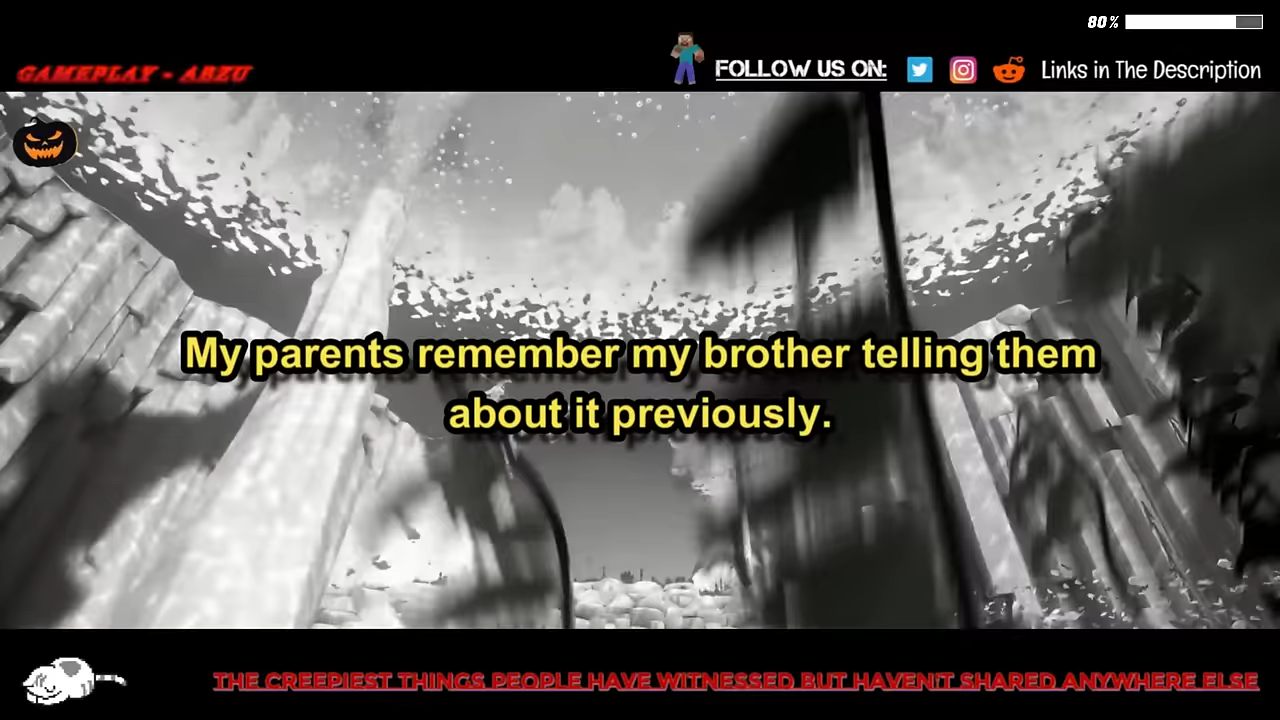 80%
GAMEPLAY - ABZU
FOLLOW US ON:
Links in The Description
My parents remember my brother telling them
about it previously.
THE CREEPIEST THINGS PEOPLE HAVE WITNESSED BUT HAVEN'T SHARED ANYWHERE ELSE